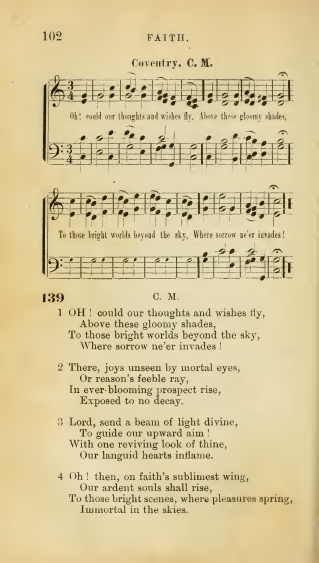 102 FAITH.
Coventry. C. M.
Oh! could our thoughts and wishes fly, Above these gloomy shades,
To those bright worlds beyond the sky, Where sorrow ne'er invades!
139 C. M.
1 OH! could our thoughts and wishes fly,
Above these gloomy shades,
To those bright worlds beyond the sky,
Where sorrow ne'er invades!
2 There, joys unseen by mortal eyes,
Or reason's feeble ray,
In ever-blooming prospect rise,
Exposed to no decay.
3 Lord, send a beam of light divine,
To guide our upward aim!
With one reviving look of thine,
Our languid hearts inflame.
4 Oh! then, on faith's sublimest wing,
Our ardent souls shall rise,
To those bright scenes, where pleasures spring,
Immortal in the skies.